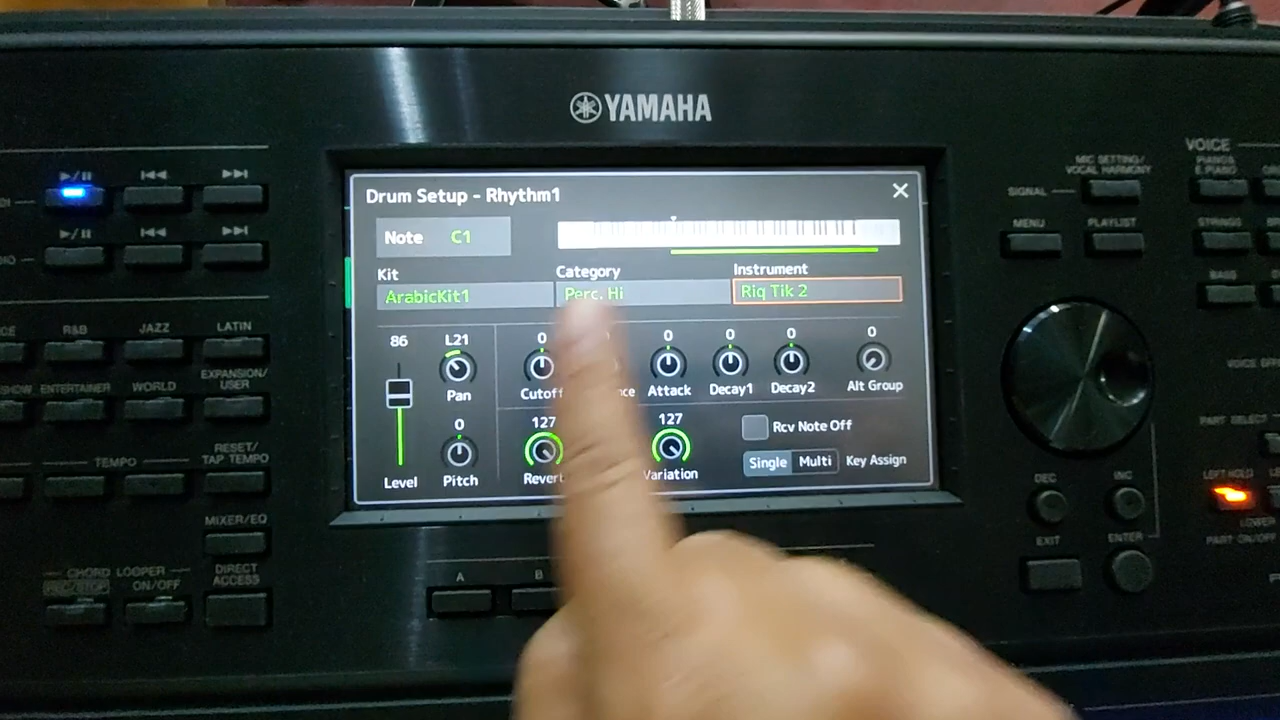 YAMAHA
VOICE
MIC SETTING/
VOCAL HARMONY
PIANO/
E.PIANO
SIGNAL
MENU
PLAYLIST
STRINGS
BASS
Drum Setup - Rhythm1
Note C1
Kit
Category
Instrument
ArabicKit1
Perc. Hi
Riq Tik 2
86
L21
0
0
0
0
0
Cutoff
Attack
Decay1
Decay2
Alt Group
Pan
0
127
127
Rcv Note Off
Single
Multi
Key Assign
Level
Pitch
Variation
R&B
JAZZ
LATIN
ENTERTAINER
WORLD
EXPANSION/
USER
TEMPO
RESET/
TAP TEMPO
MIXER/EQ
CHORD LOOPER
REC/STOP
ON/OFF
DIRECT
ACCESS
A
B
PART SELECT
DEC
INC
EXIT
ENTER
LEFT HOLD
LOWER
PART ON/OFF